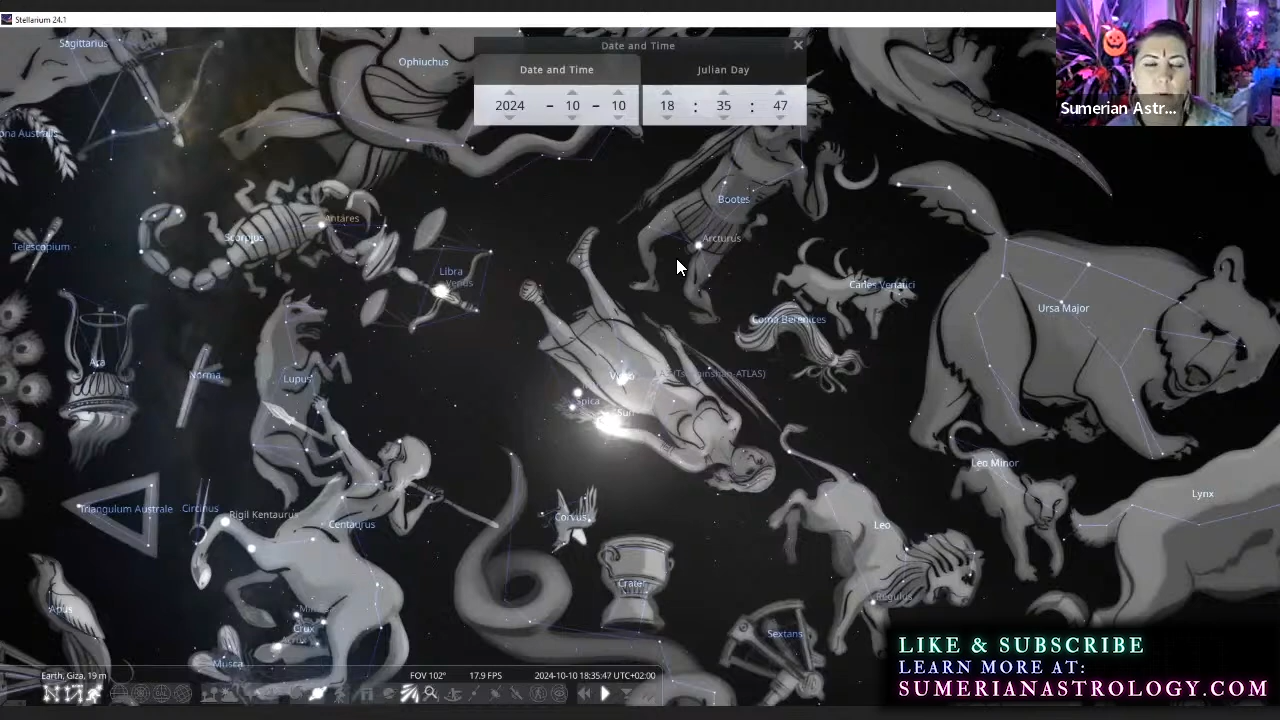 Stellarium 24.1
Date and Time
Date and Time
Julian Day
2024 - 10 - 10
18 : 35 : 47
Sumerian Astr...
Sagittarius
Ophiuchus
Bootes
Arcturus
Antares
Scorpius
Telescopium
Libra
Venus
Canes Venatici
Coma Berenices
Ursa Major
Ara
Norma
Lupus
Spica
Sun
Leo Minor
Lynx
Triangulum Australe
Circinus
Rigil Kentaurus
Centaurus
Corvus
Leo
Crater
Regulus
Apus
Crux
Sextans
Musca
LIKE & SUBSCRIBE
LEARN MORE AT:
SUMERIANASTROLOGY.COM
Earth, Giza, 19 m
FOV 102°
17.9 FPS
2024-10-10 18:35:47 UTC+02:00